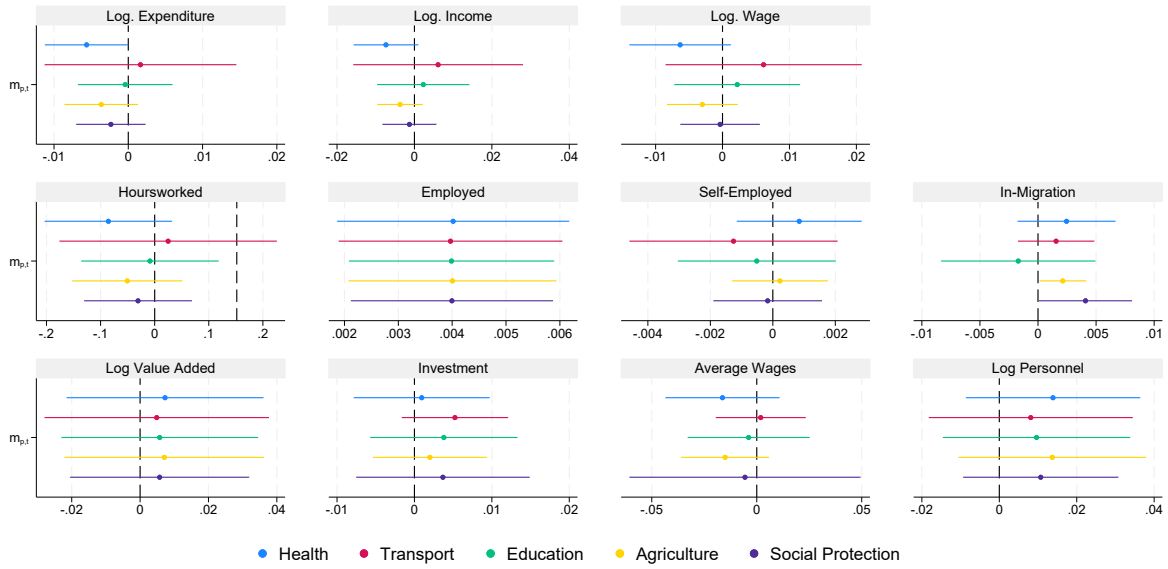 Log. Expenditure Log. Income Log. Wage
m_p,t
-.01 0 .01 .02 -.02 0 .02 .04 -.01 0 .01 .02
Hoursworked Employed Self-Employed In-Migration
m_p,t
-.2 -.1 0 .1 .2 .002 .003 .004 .005 .006 -.004 -.002 0 .002 -.01 -.005 0 .005 .01
Log Value Added Investment Average Wages Log Personnel
m_p,t
-.02 0 .02 .04 -.01 0 .01 .02 -.05 0 .05 -.02 0 .02 .04
Health Transport Education Agriculture Social Protection